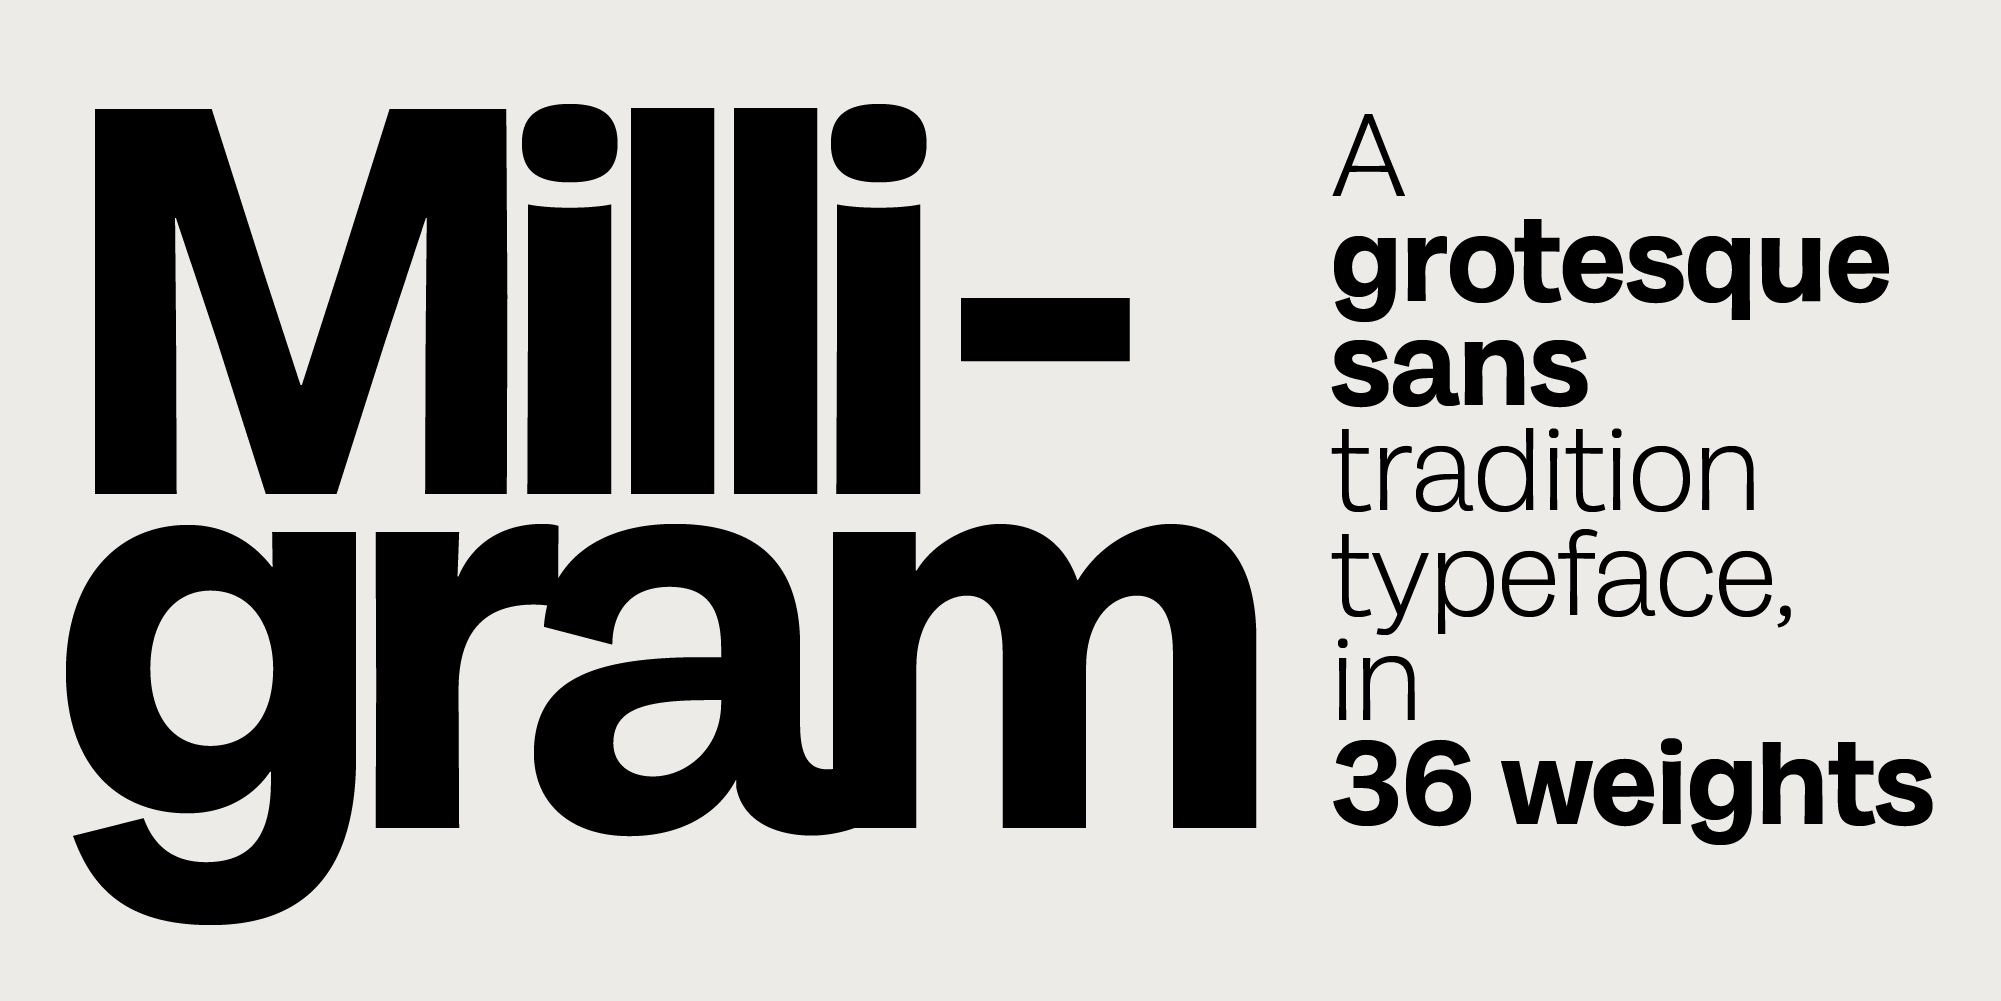 Milli-
gram
A
grotesque
sans
tradition
typeface,
in
36 weights